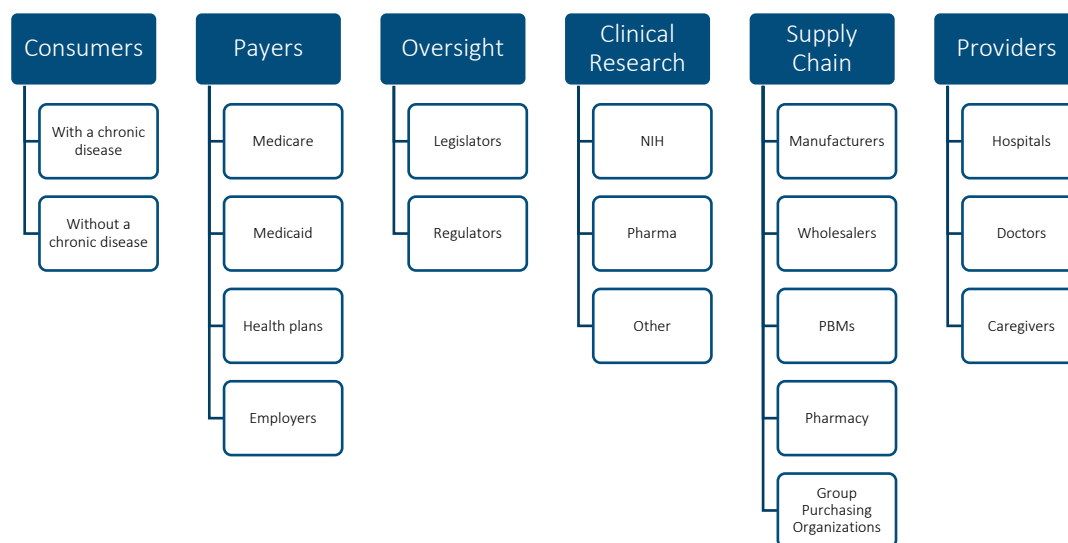 Consumers
With a chronic
disease
Without a
chronic disease
Payers
Medicare
Medicaid
Health plans
Employers
Oversight
Legislators
Regulators
Clinical
Research
NIH
Pharma
Other
Supply
Chain
Manufacturers
Wholesalers
PBMs
Pharmacy
Group
Purchasing
Organizations
Providers
Hospitals
Doctors
Caregivers